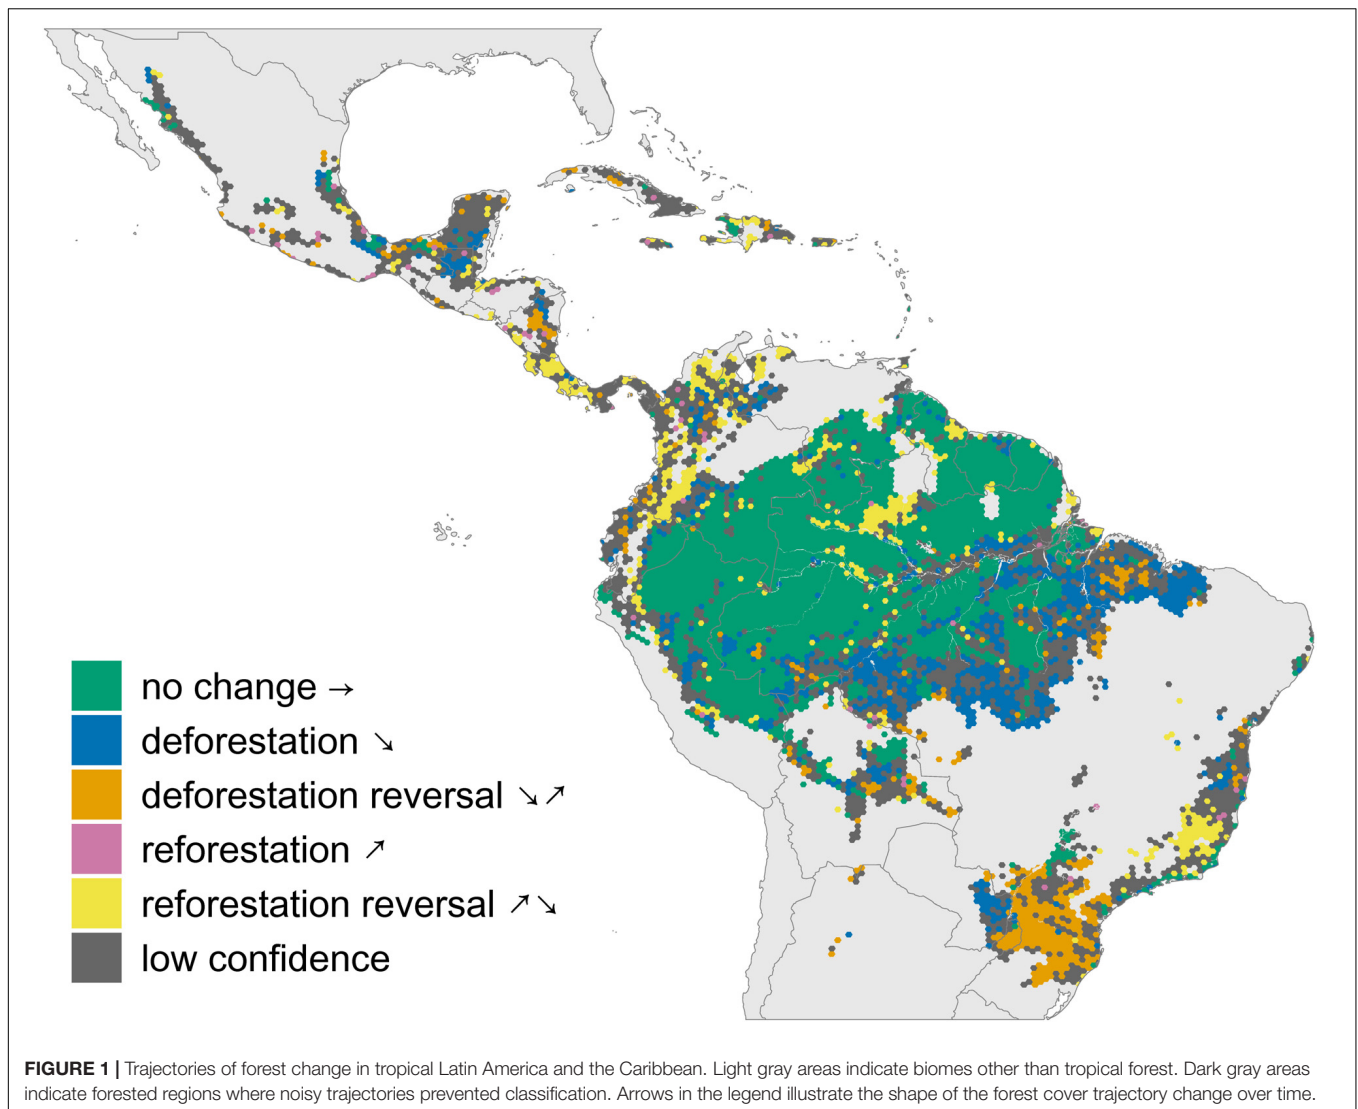 no change →
deforestation ↘
deforestation reversal ↘↗
reforestation ↗
reforestation reversal ↗↘
low confidence
FIGURE 1 | Trajectories of forest change in tropical Latin America and the Caribbean. Light gray areas indicate biomes other than tropical forest. Dark gray areas
indicate forested regions where noisy trajectories prevented classification. Arrows in the legend illustrate the shape of the forest cover trajectory change over time.